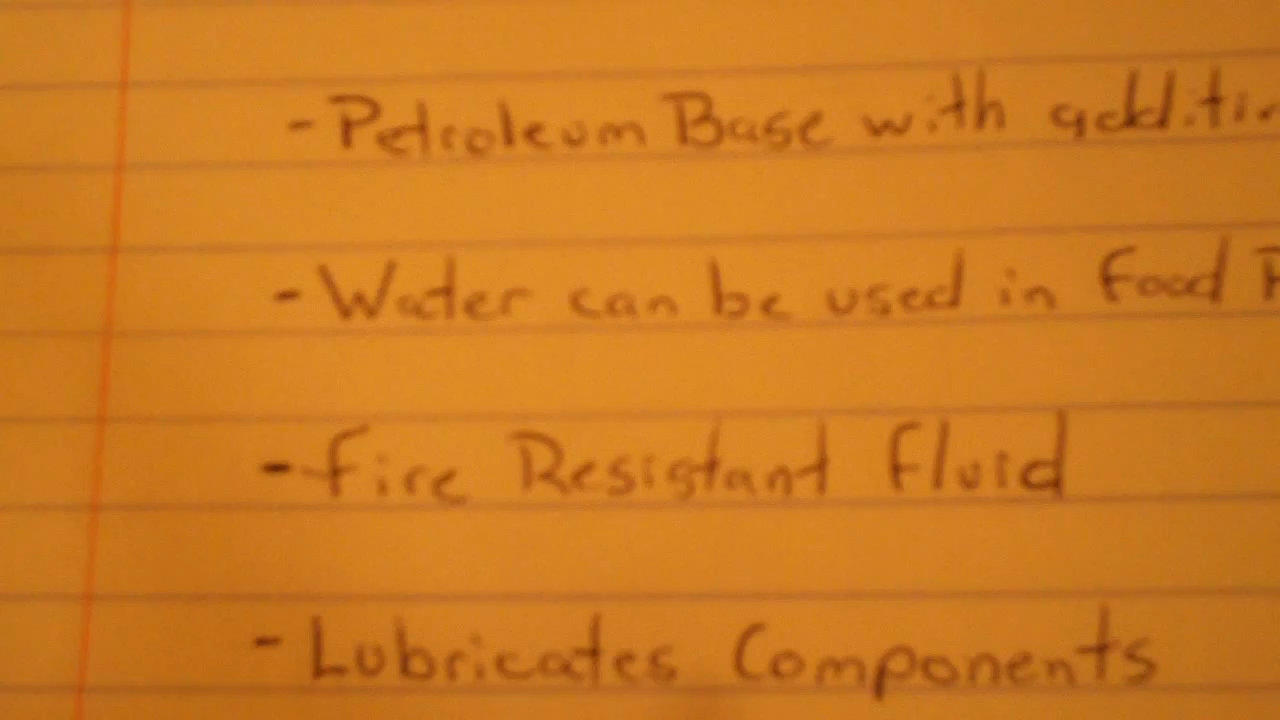 - Petroleum Base with
- Water can be used in Food
- Fire Resistant Fluid
- Lubricates Components